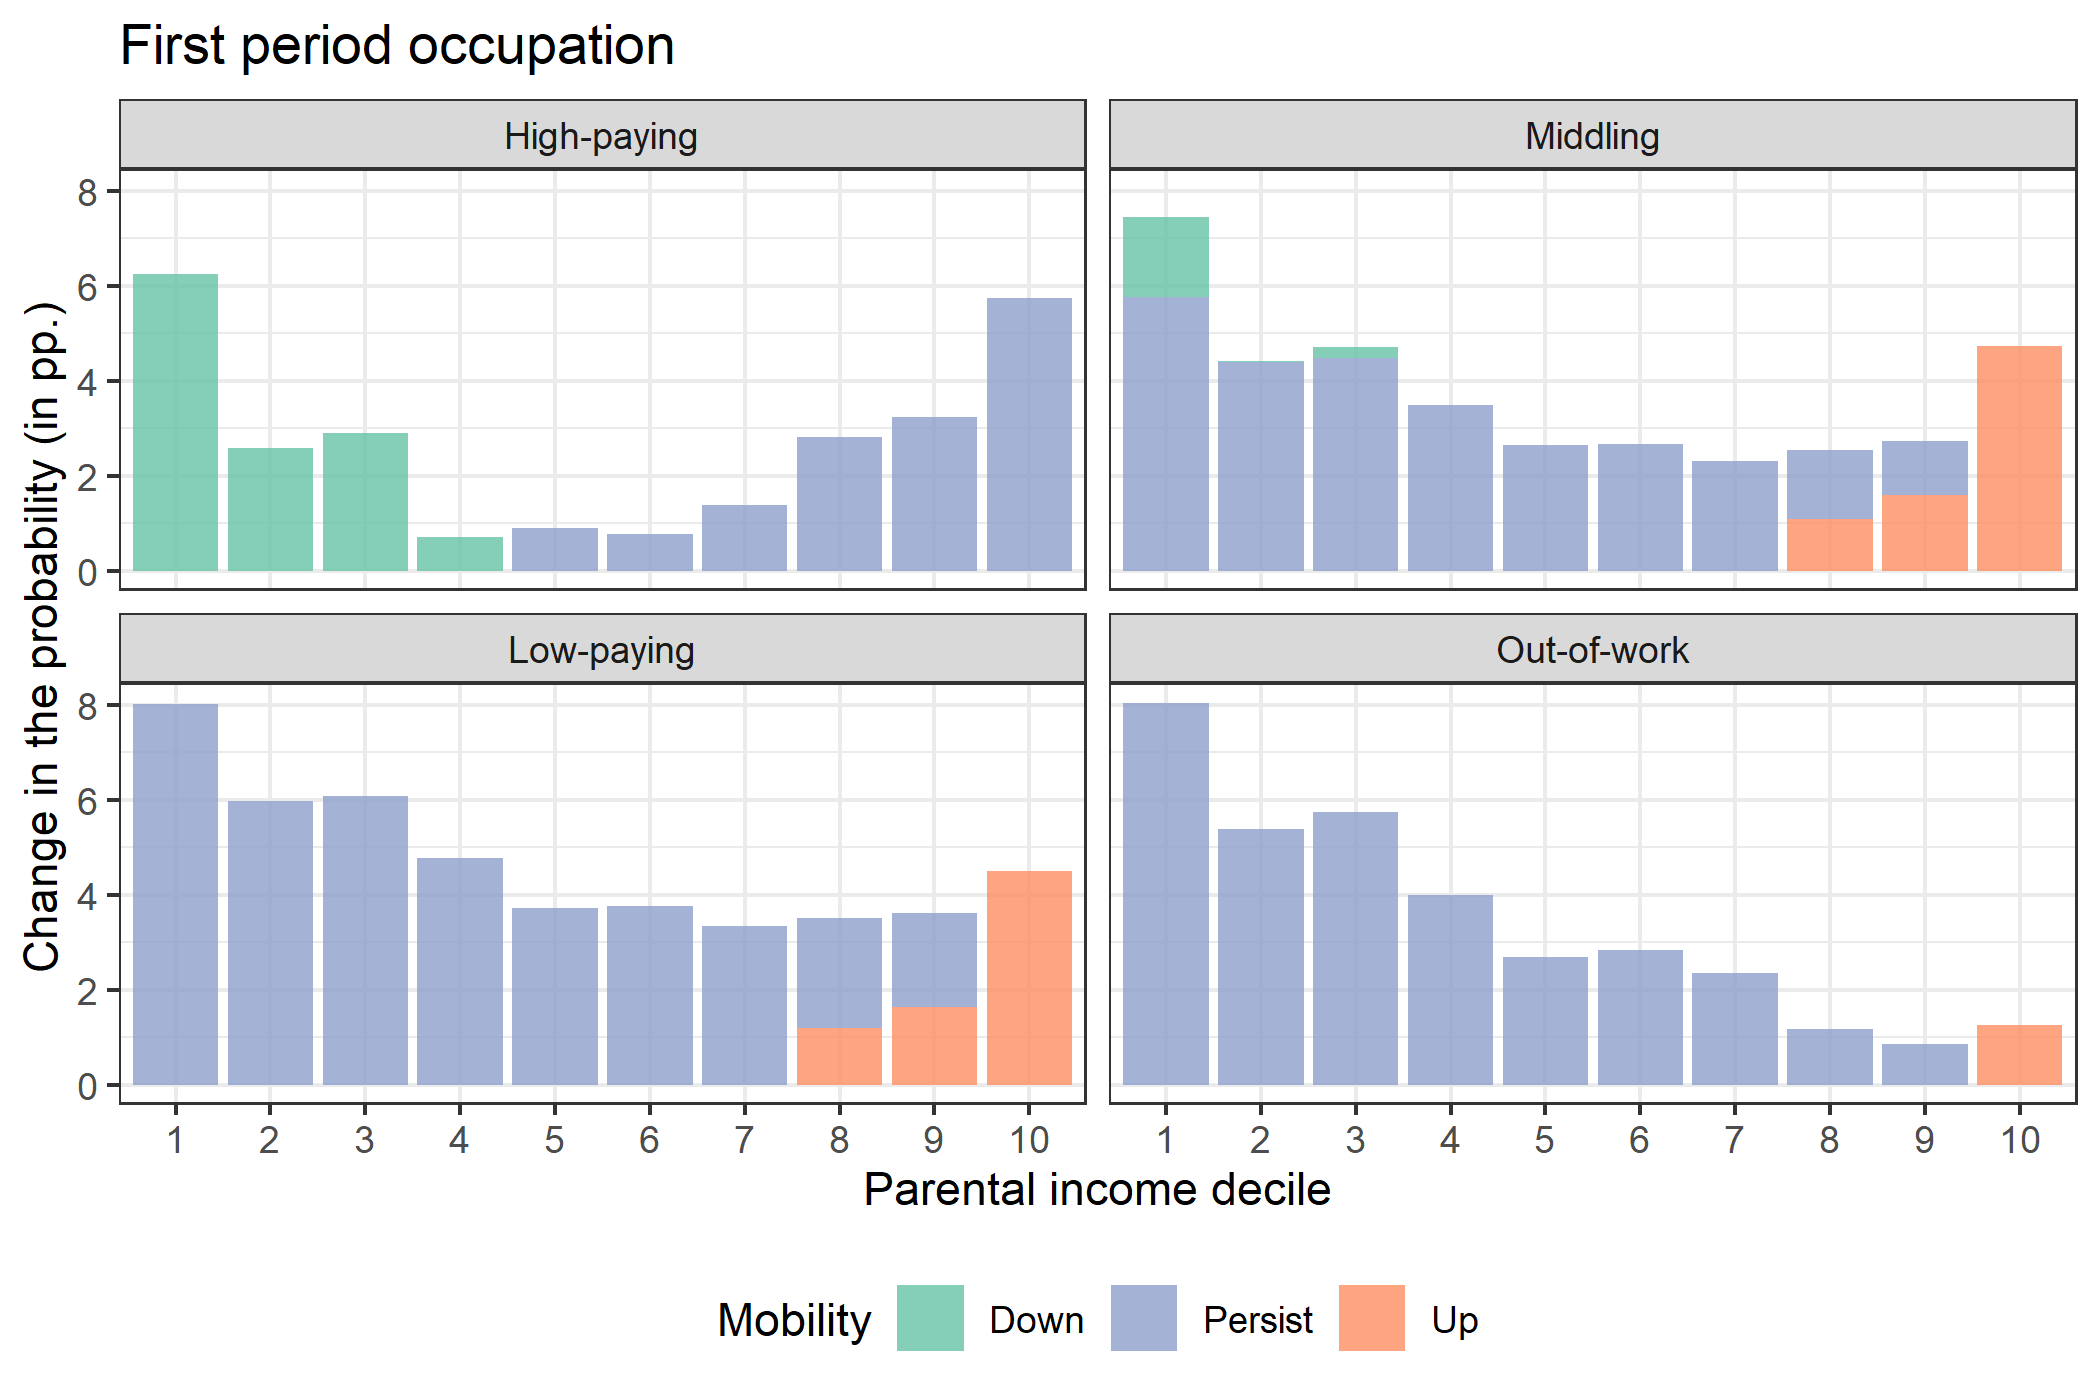 First period occupation
High-paying
Middling
8
6
4
2
0
Low-paying
Out-of-work
8
6
4
2
0
Change in the probability (in pp.)
1 2 3 4 5 6 7 8 9 10
1 2 3 4 5 6 7 8 9 10
Parental income decile
Mobility Down Persist Up